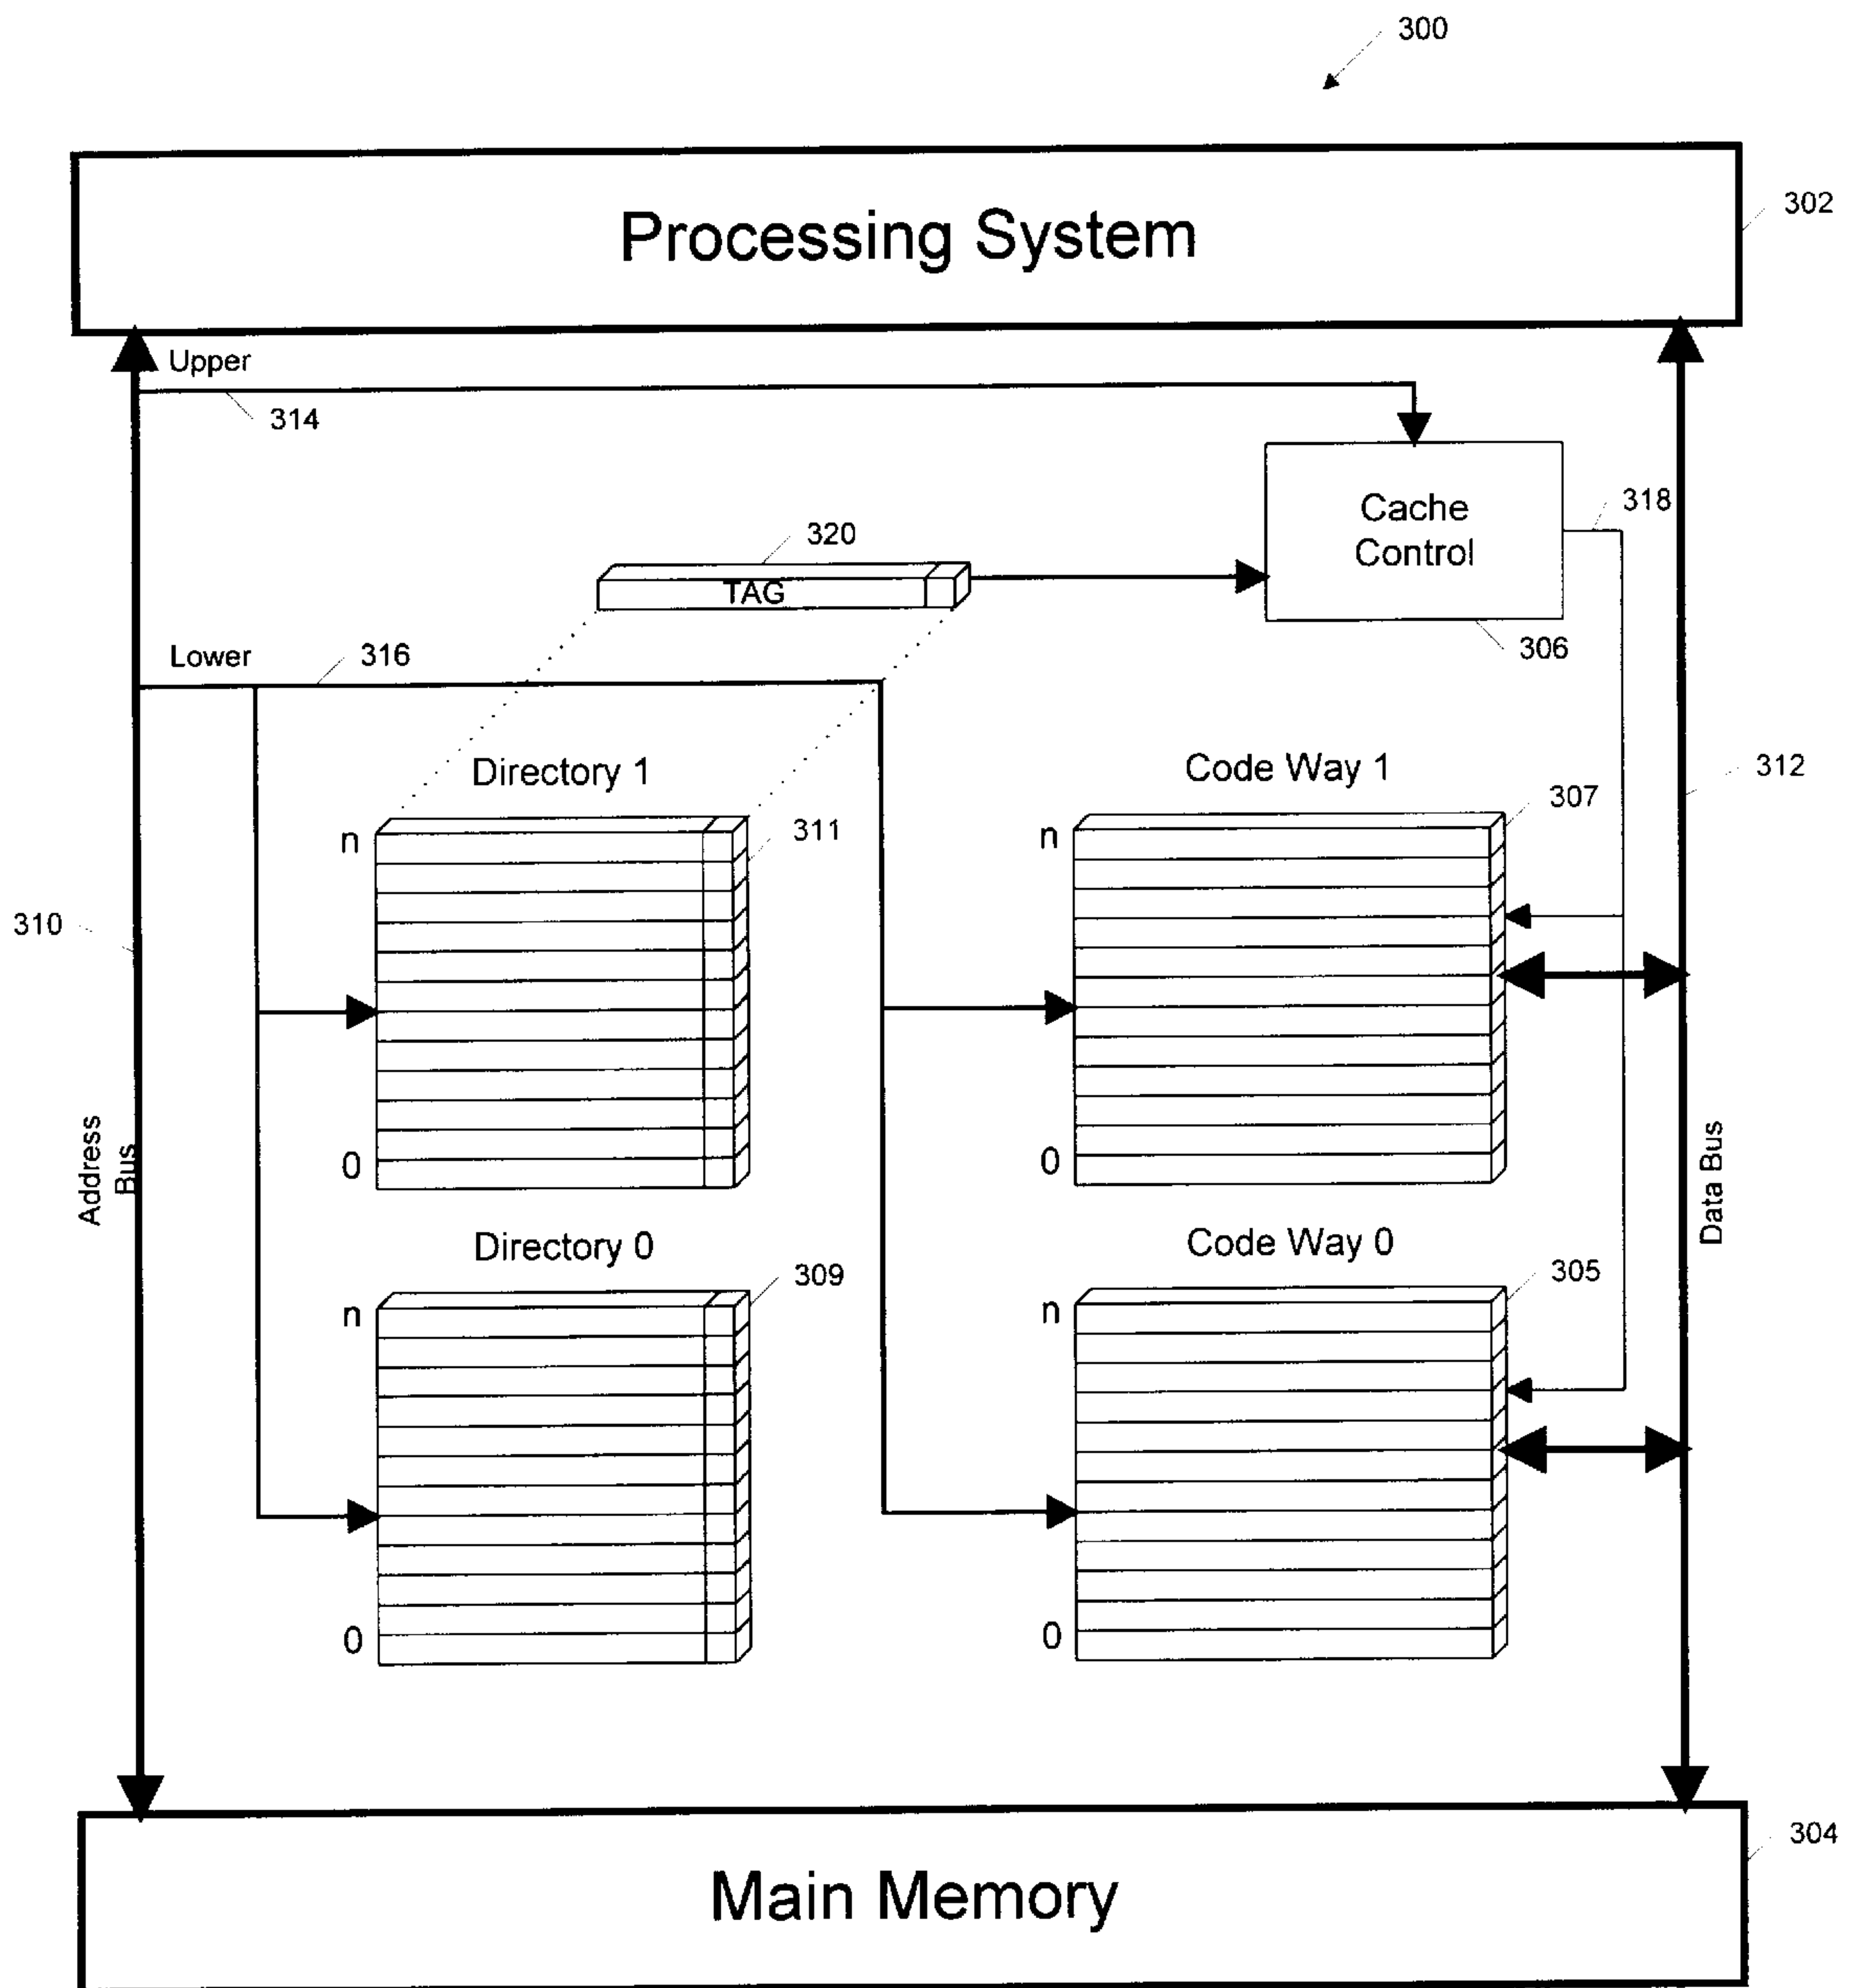 300
Processing System
302
Upper
314
Cache
Control
318
320
TAG
306
Lower
316
Directory 1
Code Way 1
312
307
n
311
n
310
Address
Bus
Data Bus
0
0
Directory 0
Code Way 0
309
305
n
n
0
0
304
Main Memory